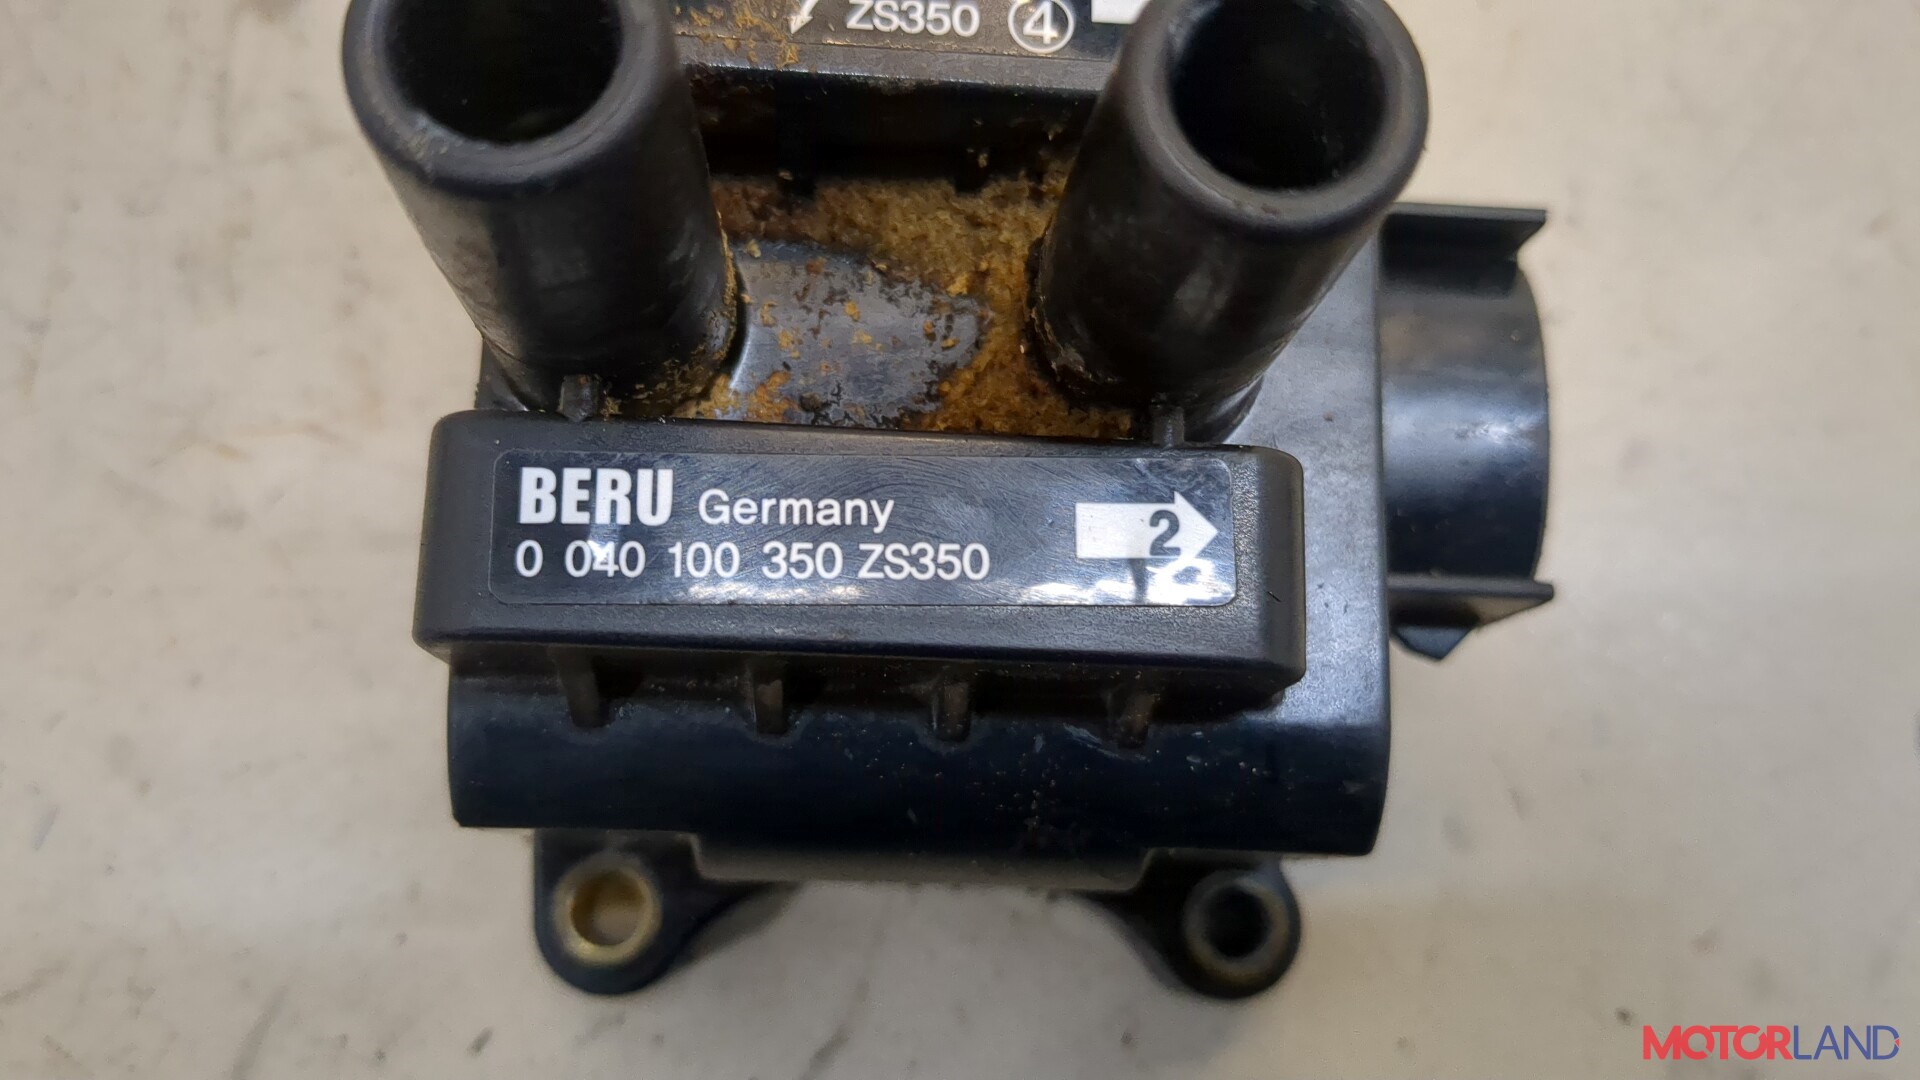 ZS350 4
BERU Germany
0 040 100 350 ZS350
2
MOTORLAND